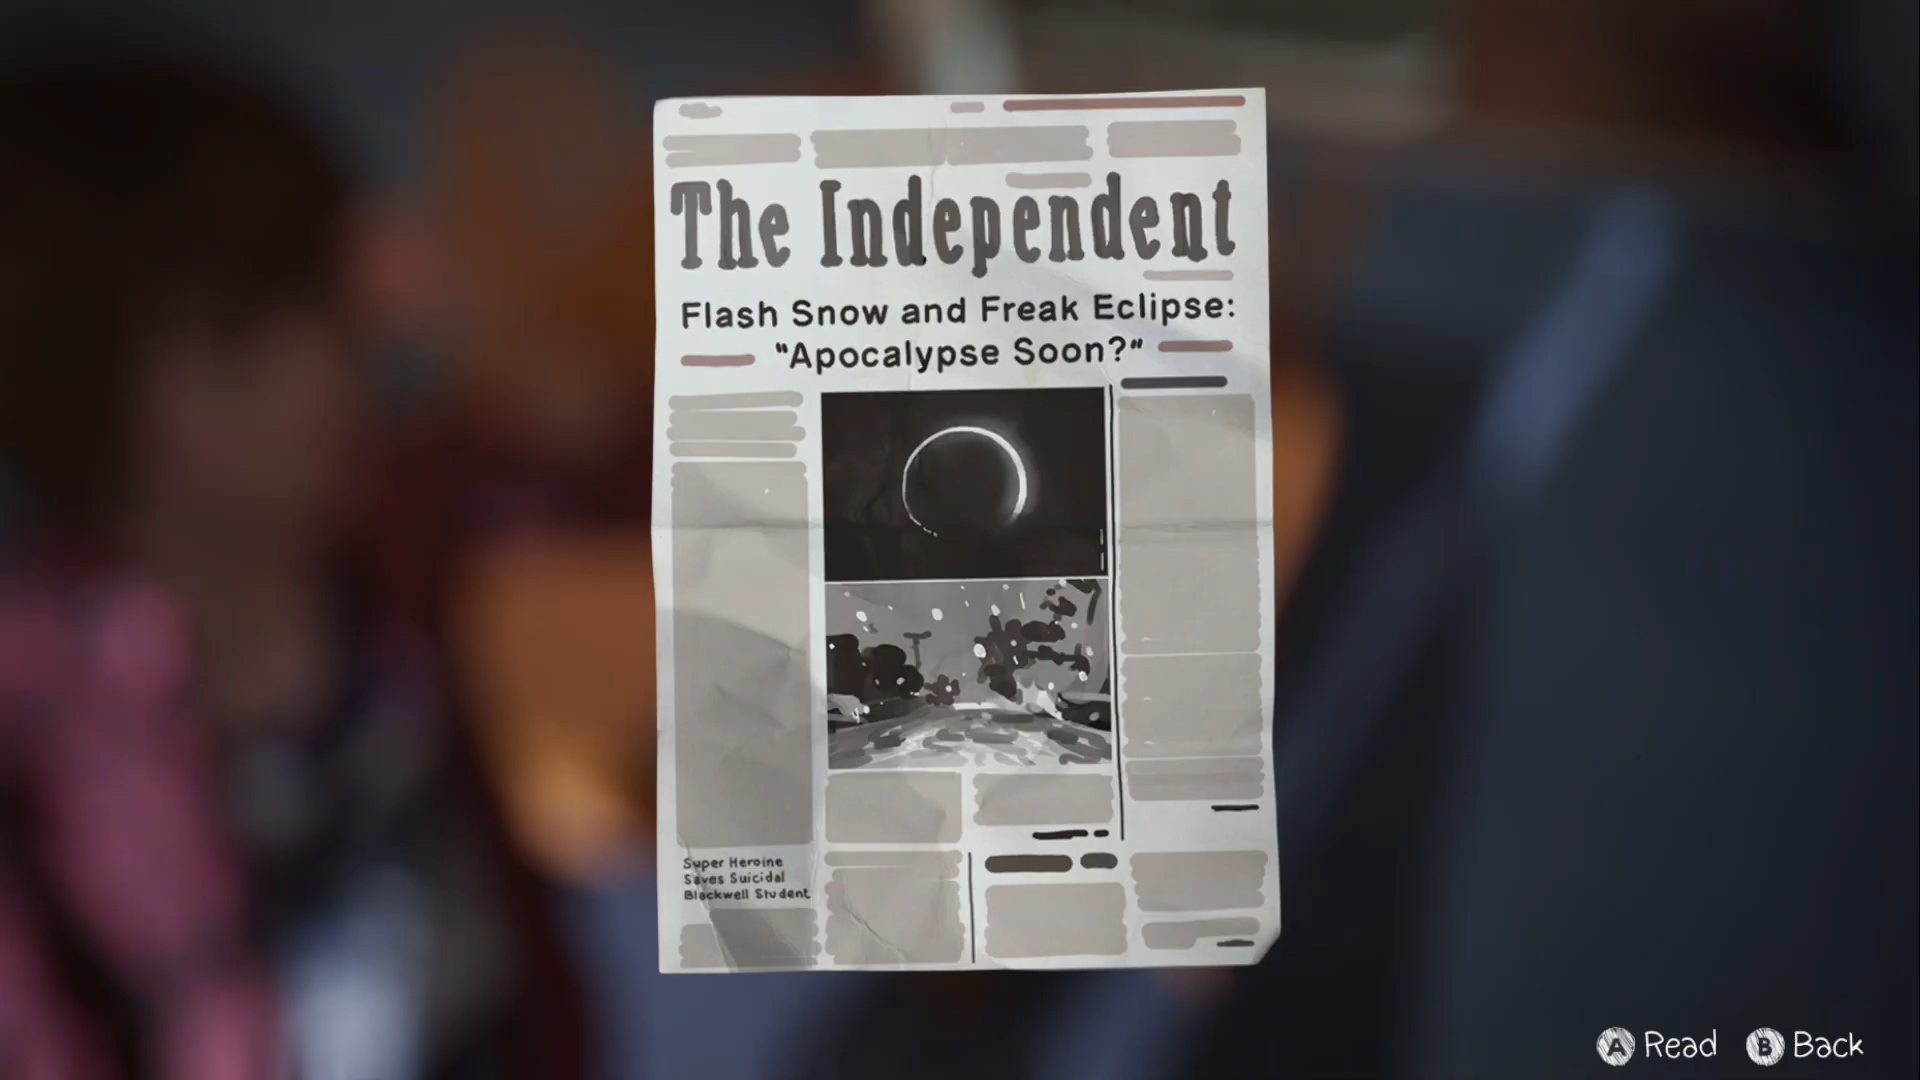 The Independent
Flash Snow and Freak Eclipse:
"Apocalypse Soon?"
Super Heroine
Saves Suicidal
Blackwell Student
A Read B Back